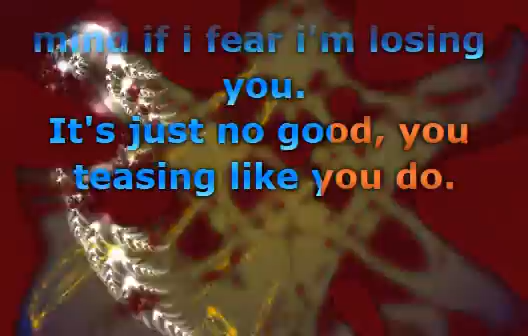 mind if i fear i'm losing
you.
It's just no good, you
teasing like you do.